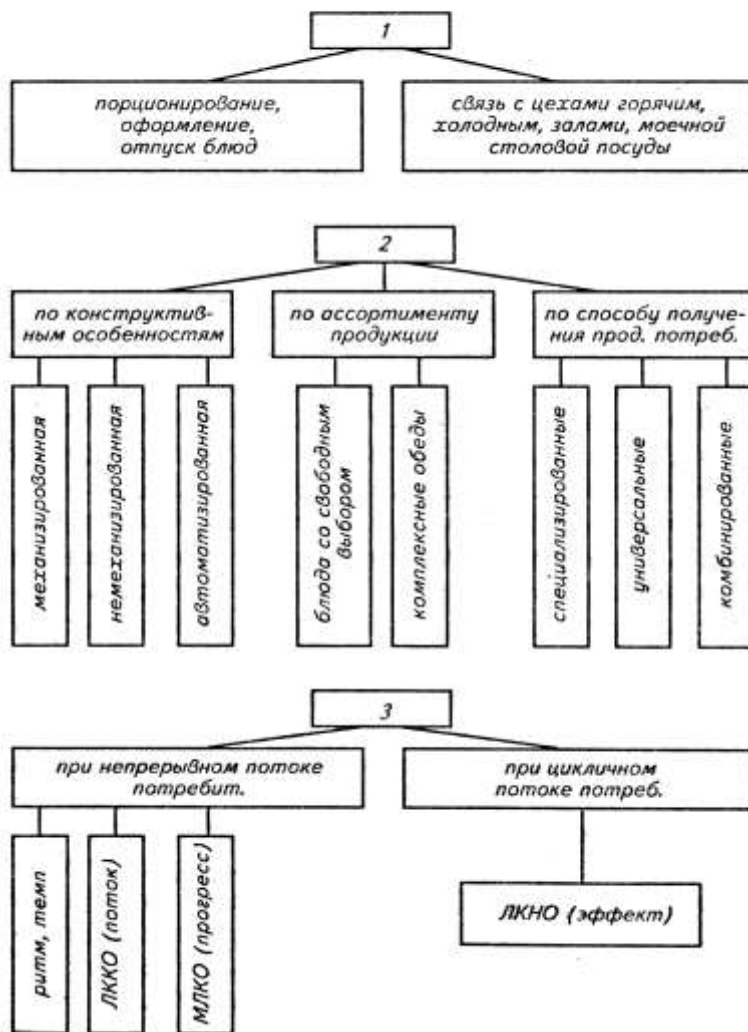 1
порционирование,
оформление,
отпуск блюд
связь с цехами горячим,
холодным, залами, моечной
столовой посуды
2
по конструктив-
ным особенностям
по ассортименту
продукции
по способу получе-
ния прод. потреб.
механизированная
немеханизированная
автоматизированная
блюда со свободным
выбором
комплексные обеды
специализированные
универсальные
комбинированные
3
при непрерывном потоке
потребит.
при цикличном
потоке потреб.
ритм, темп
ЛККО (поток)
МЛКО (прогресс)
ЛКНО (эффект)